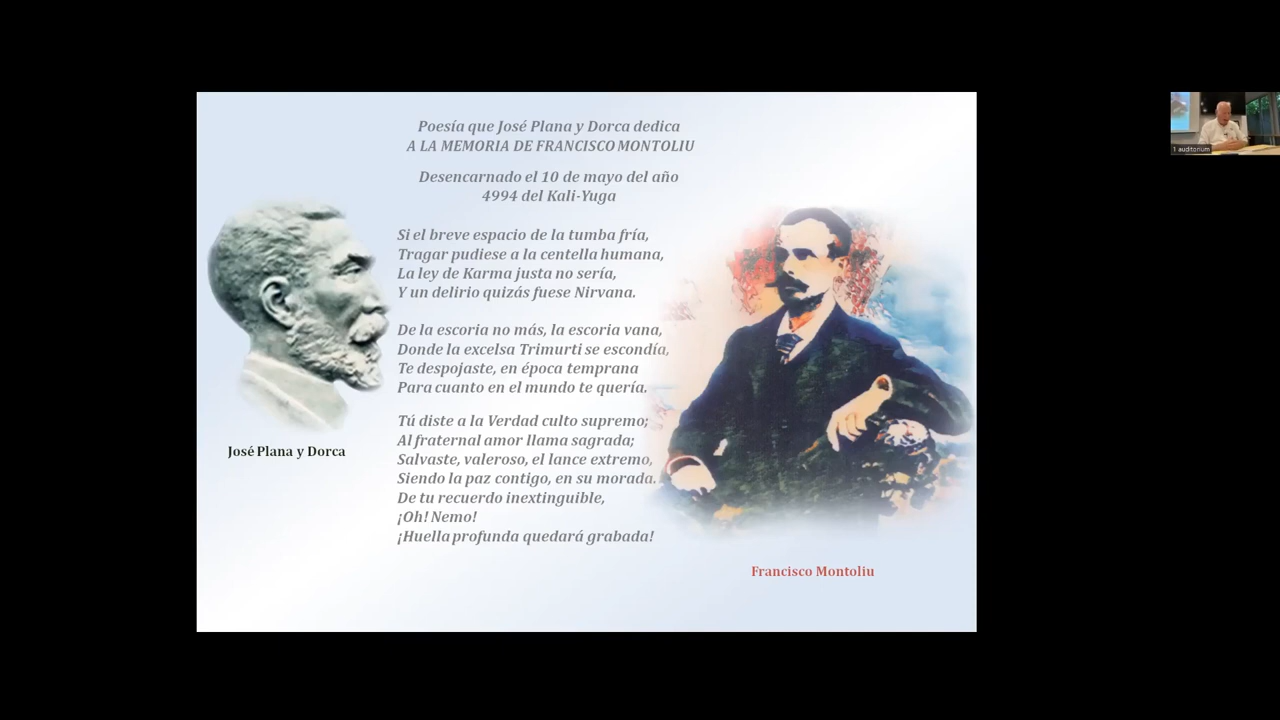 Poesía que José Plana y Dorca dedica
A LA MEMORIA DE FRANCISCO MONTOLIU
Desencarnado el 10 de mayo del año
4994 del Kali-Yuga
Si el breve espacio de la tumba fría,
Tragar pudiese a la centella humana,
La ley de Karma justa no sería,
Y un delirio quizás fuese Nirvana.
De la escoria no más, la escoria vana,
Donde la excelsa Trimurti se escondía,
Te despojaste, en época temprana
Para cuanto en el mundo te quería.
Tú diste a la Verdad culto supremo;
Al fraternal amor llama sagrada;
Salvaste, valeroso, el lance extremo,
Siendo la paz contigo, en su morada.
De tu recuerdo inextinguible,
¡Oh! Nemo!
¡Huella profunda quedará grabada!
José Plana y Dorca
Francisco Montoliu
1 auditorium